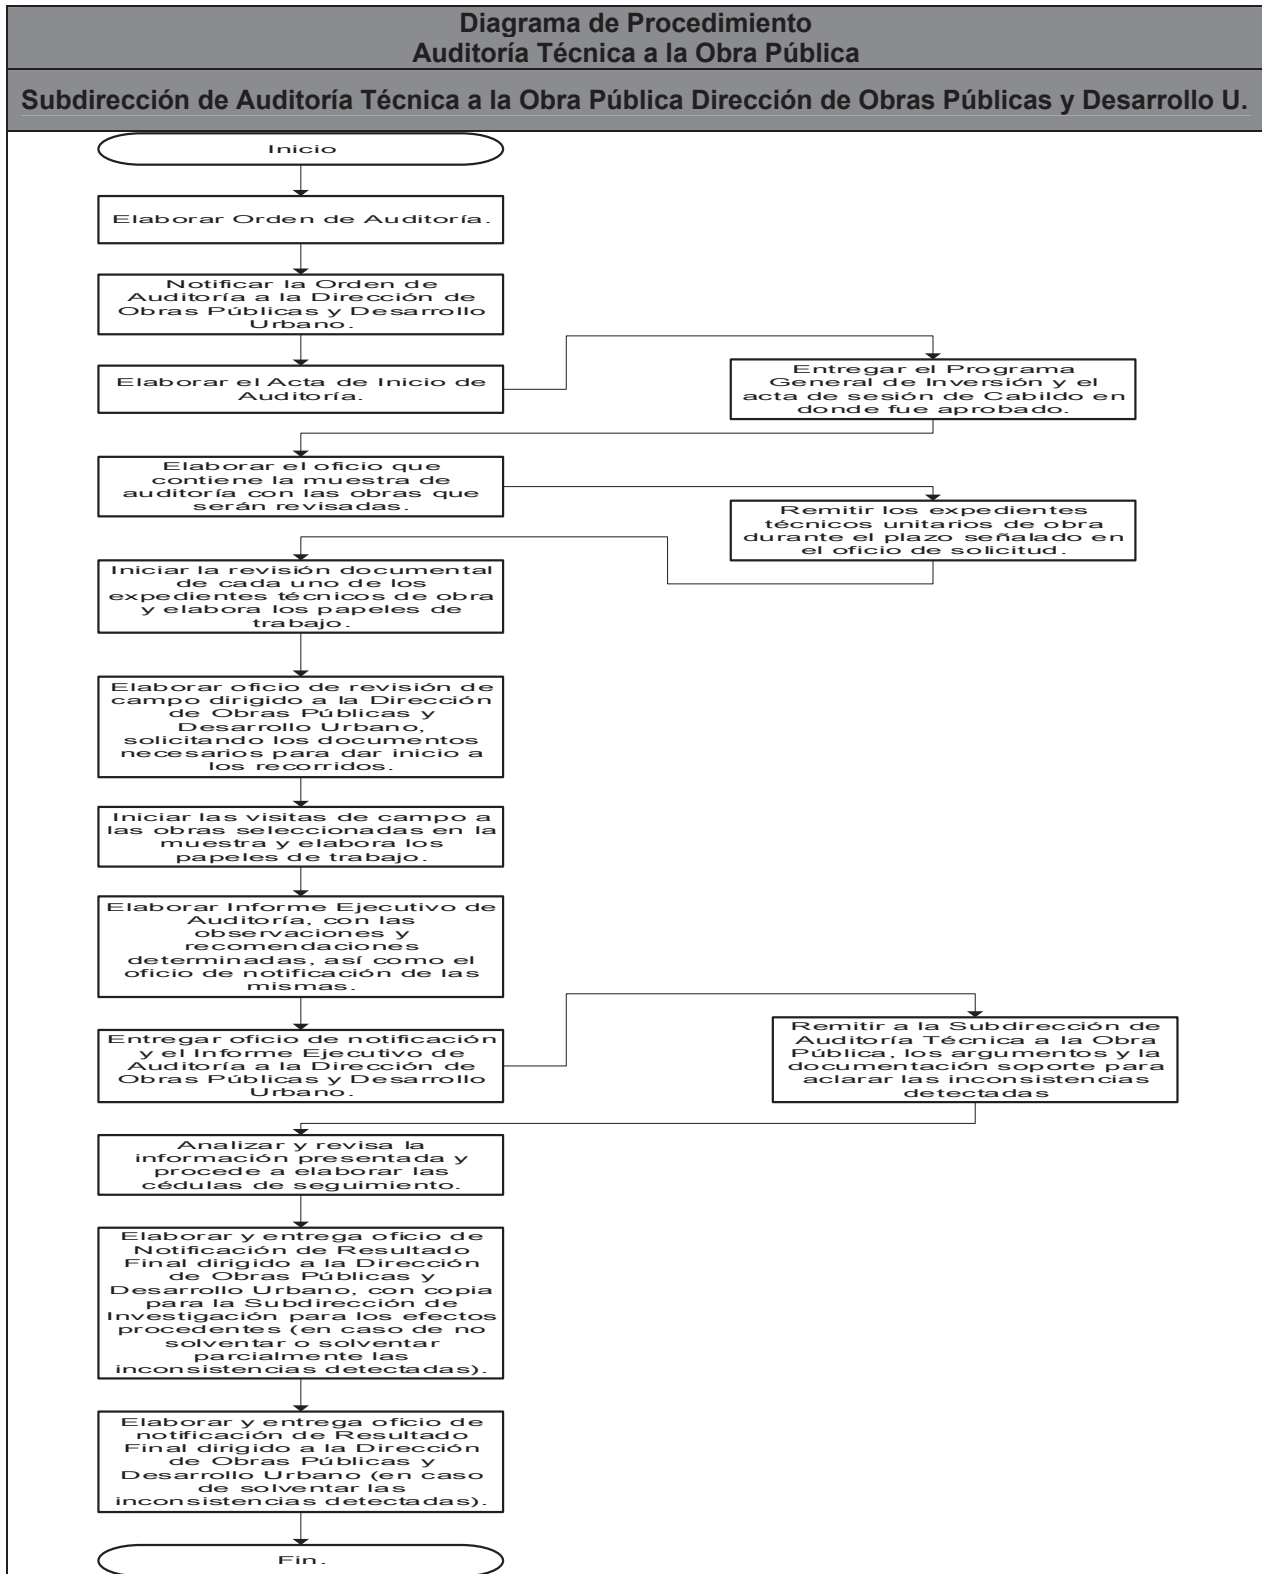 Diagrama de Procedimiento
Auditoría Técnica a la Obra Pública
Subdirección de Auditoría Técnica a la Obra Pública Dirección de Obras Públicas y Desarrollo U.
Inicio
Elaborar Orden de Auditoría.
Notificar la Orden de
Auditoría a la Dirección de
Obras Públicas y Desarrollo
Urbano.
Elaborar el Acta de Inicio de
Auditoría.
Entregar el Programa
General de Inversión y el
acta de sesión de Cabildo en
donde fue aprobado.
Elaborar el oficio que
contiene la muestra de
auditoría con las obras que
serán revisadas.
Remitir los expedientes
técnicos unitarios de obra
durante el plazo señalado en
el oficio de solicitud.
Iniciar la revisión documental
de cada uno de los
expedientes técnicos de obra
y elabora los papeles de
trabajo.
Elaborar oficio de revisión de
campo dirigido a la Dirección
de Obras Públicas y
Desarrollo Urbano,
solicitando los documentos
necesarios para dar inicio a
los recorridos.
Iniciar las visitas de campo a
las obras seleccionadas en la
muestra y elabora los
papeles de trabajo.
Elaborar Informe Ejecutivo de
Auditoría, con las
observaciones y
recomendaciones
determinadas, así como el
oficio de notificación de las
mismas.
Entregar oficio de notificación
y el Informe Ejecutivo de
Auditoría a la Dirección de
Obras Públicas y Desarrollo
Urbano.
Remitir a la Subdirección de
Auditoría Técnica a la Obra
Pública, los argumentos y la
documentación soporte para
aclarar las inconsistencias
detectadas
Analizar y revisa la
información presentada y
procede a elaborar las
cédulas de seguimiento.
Elaborar y entrega oficio de
Notificación de Resultado
Final dirigido a la Dirección
de Obras Públicas y
Desarrollo Urbano, con copia
para la Subdirección de
Investigación para los efectos
procedentes (en caso de no
solventar o solventar
parcialmente las
inconsistencias detectadas).
Elaborar y entrega oficio de
notificación de Resultado
Final dirigido a la Dirección
de Obras Públicas y
Desarrollo Urbano (en caso
de solventar las
inconsistencias detectadas).
Fin.